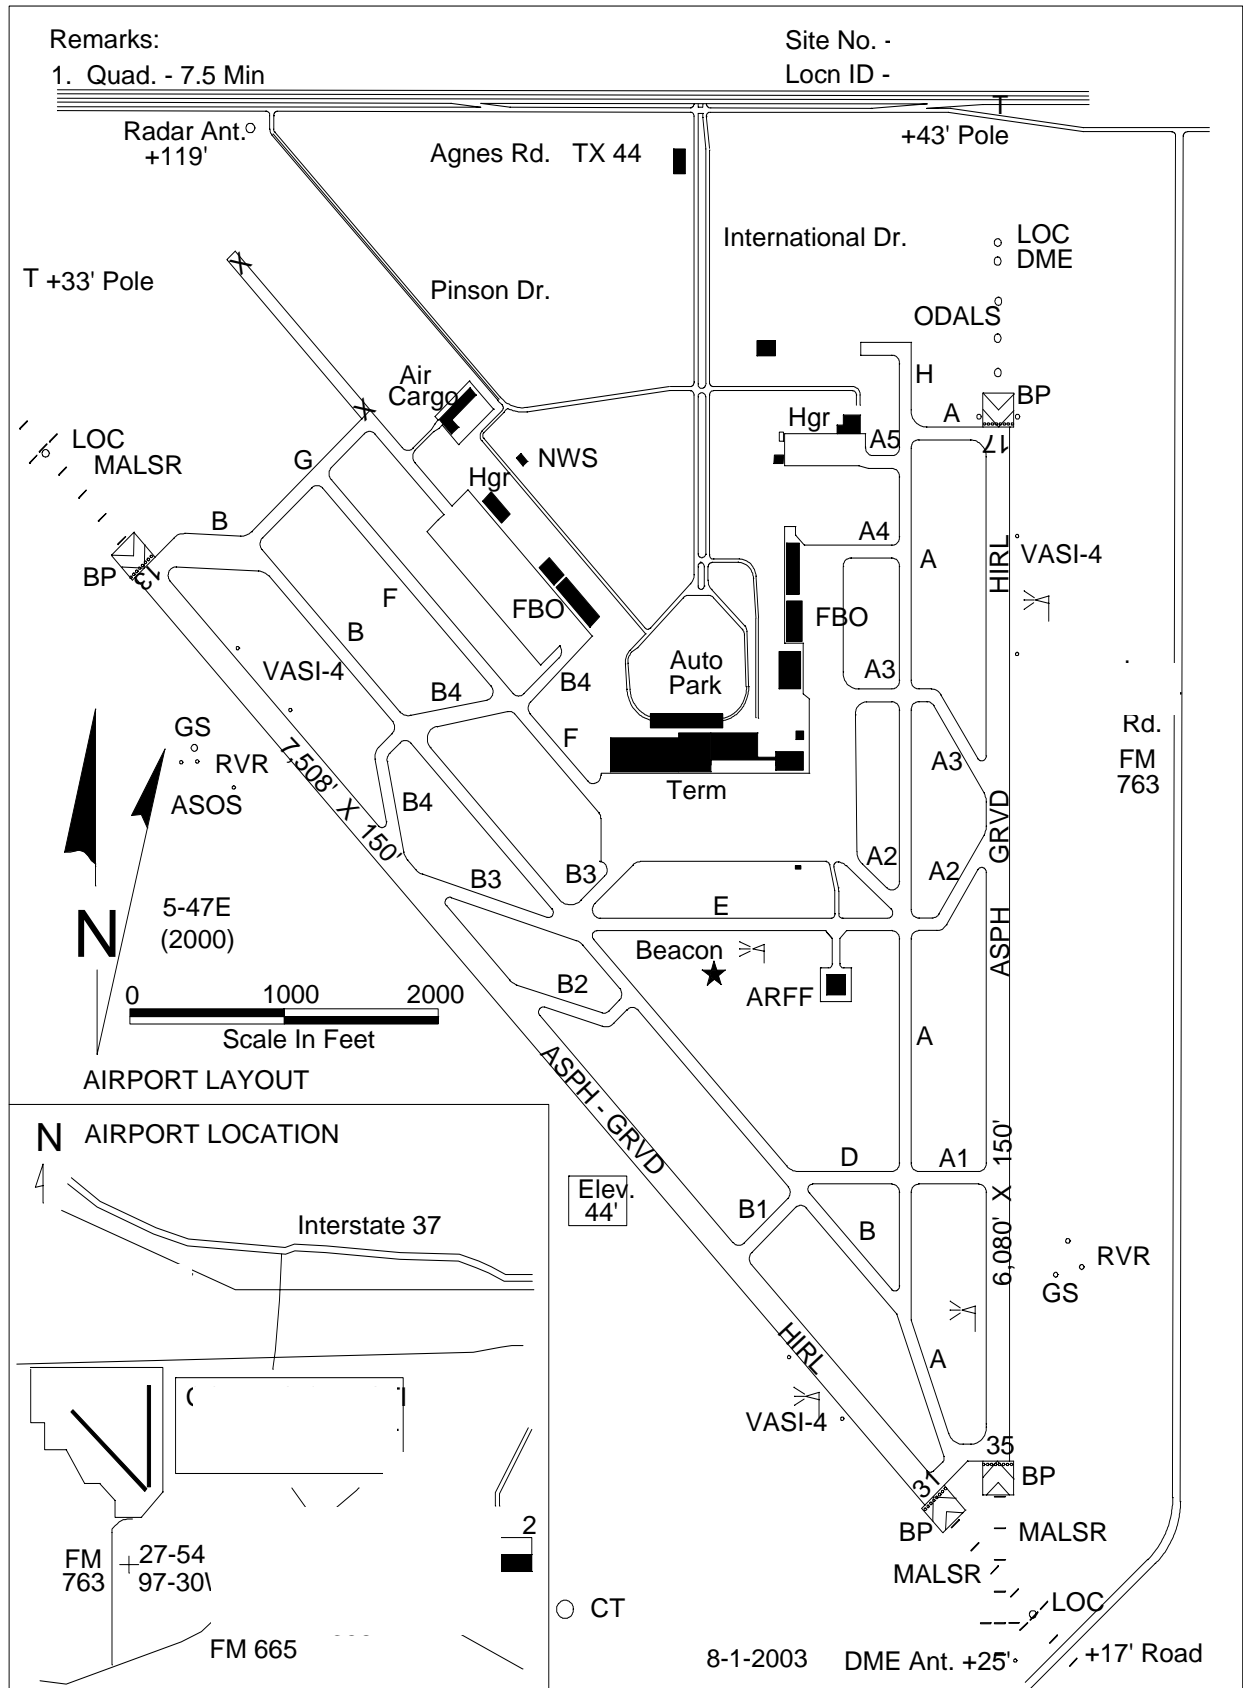 Remarks:
Site No. -
1. Quad. - 7.5 Min
Locn ID -
T
Radar Ant.
+119'
+43' Pole
Agnes Rd. TX 44
International Dr.
LOC
DME
X
T +33' Pole
Pinson Dr.
ODALS
Air
Cargo
H
X
A
BP
Hgr
A5
17
LOC
MALSR
G
NWS
Hgr
B
A4
A
HIRL
VASI-4
BP
13
F
FBO
FBO
B
VASI-4
B4
B4
Auto
Park
A3
GS
F
Rd.
FM
763
RVR
ASOS
7,508' X 150'
Term
A3
B4
GRVD
A2
A2
B3
B3
E
N
5-47E
(2000)
ASPH
Beacon
ARFF
B2
0 1000 2000
Scale In Feet
A
ASPH - GRVD
AIRPORT LAYOUT
N AIRPORT LOCATION
D
A1
6,080' X 150'
Elev.
44'
B1
B
Interstate 37
RVR
GS
HIRL
A
VASI-4
35
31
BP
BP
MALSR
MALSR
2
FM
763
27-54
97-30
CT
LOC
FM 665
8-1-2003
DME Ant. +25'
+17' Road